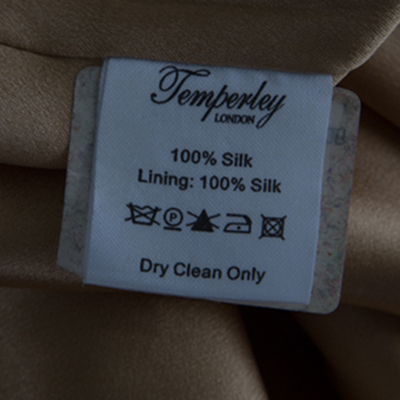 Temperley
LONDON
100% Silk
Lining: 100% Silk
P
Dry Clean Only